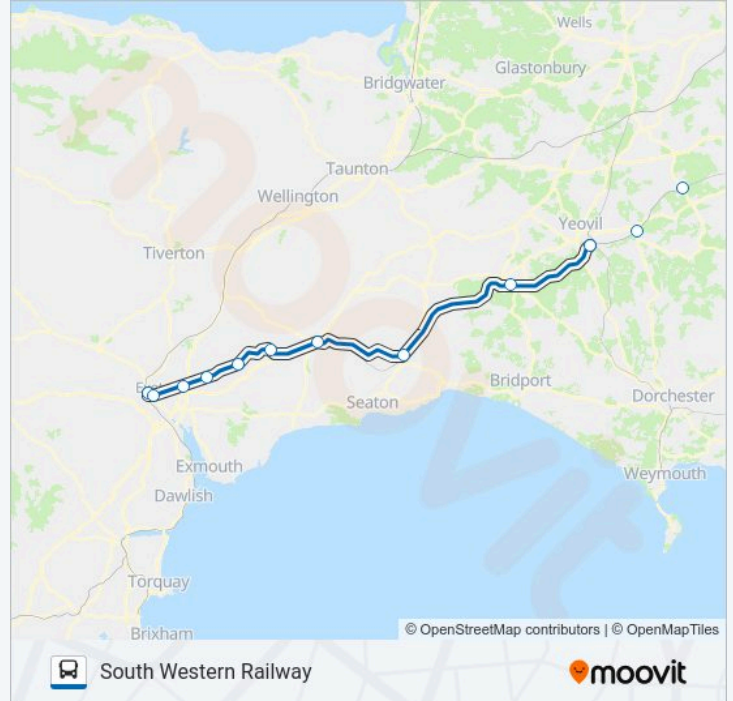 Wells
Glastonbury
Bridgwater
Taunton
Wellington
Yeovil
Tiverton
Bridport
Dorchester
Seaton
Exmouth
Weymouth
Dawlish
Torquay
Brixham
moovit
© OpenStreetMap contributors | © OpenMapTiles
South Western Railway
moovit